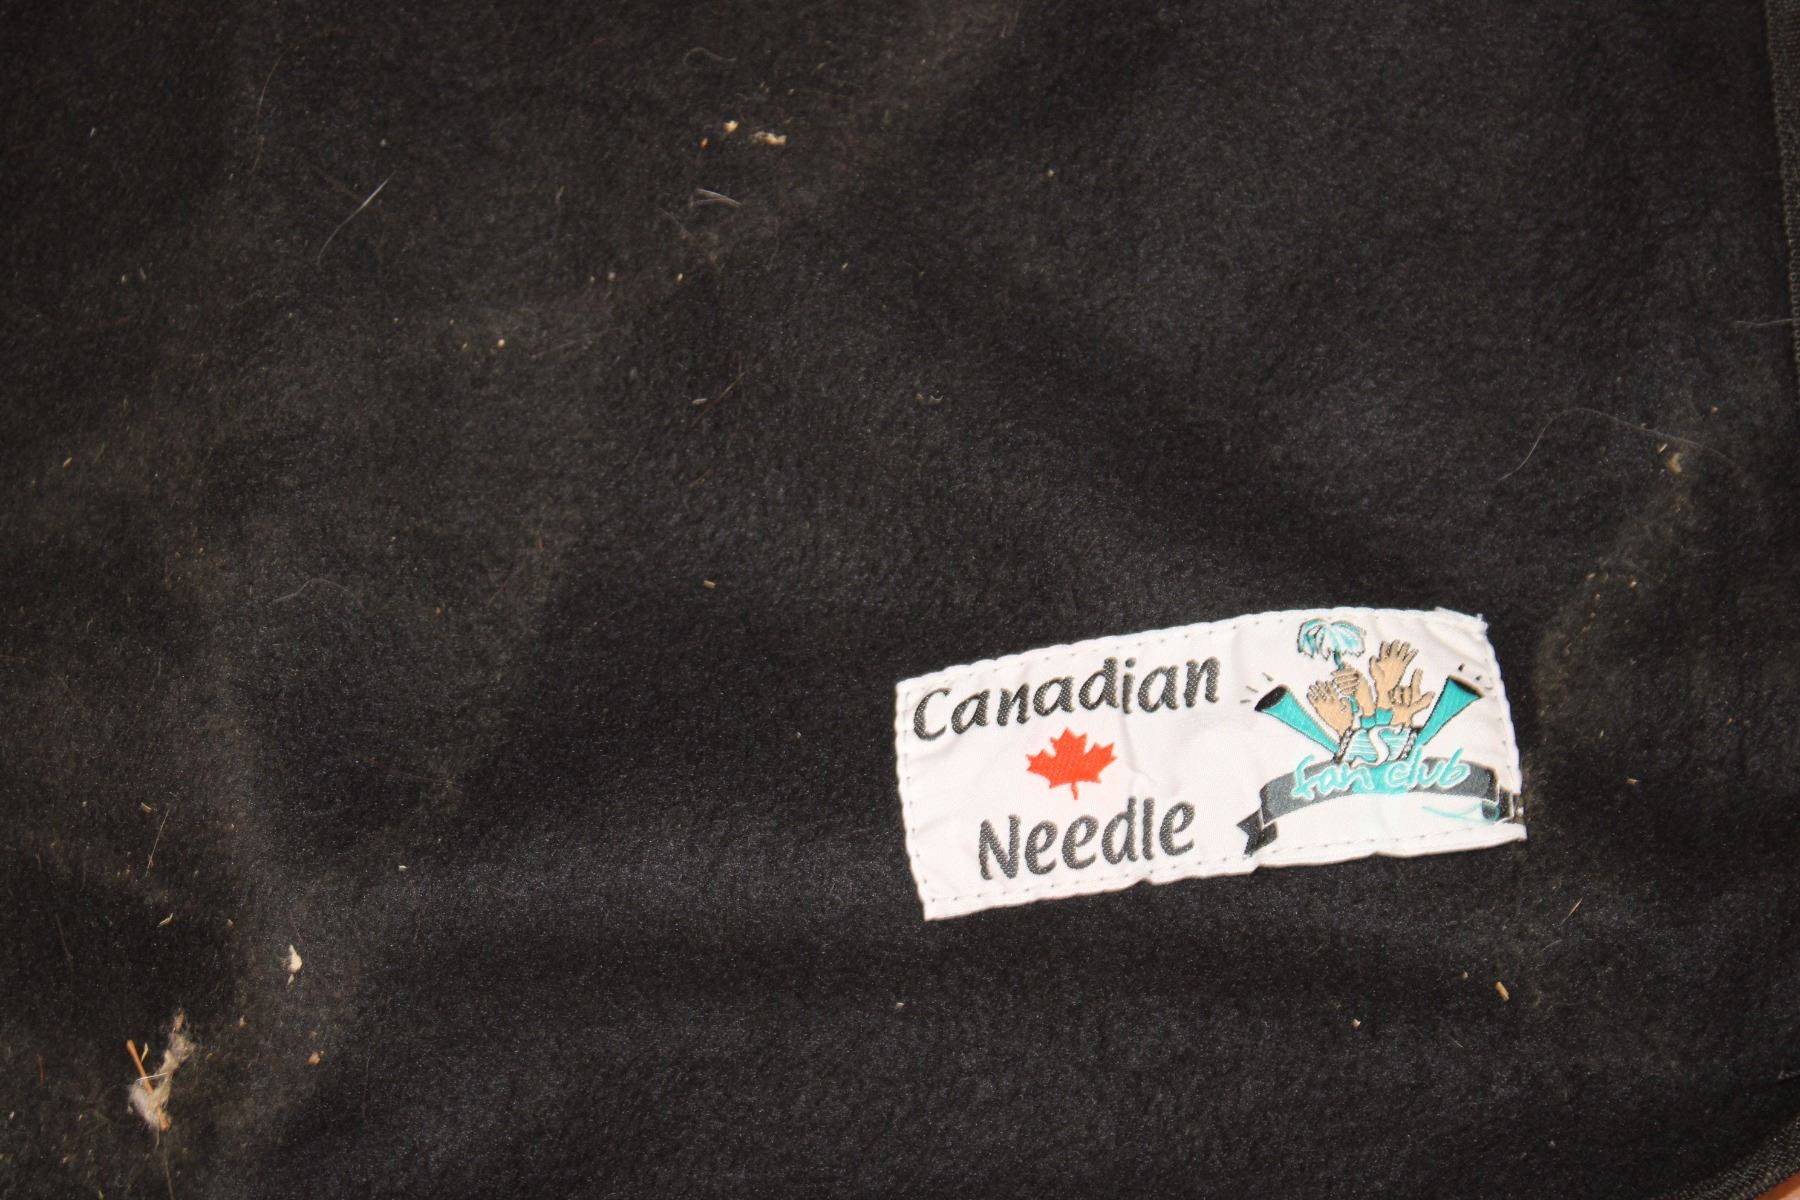 Canadian
Needle
S
fan club